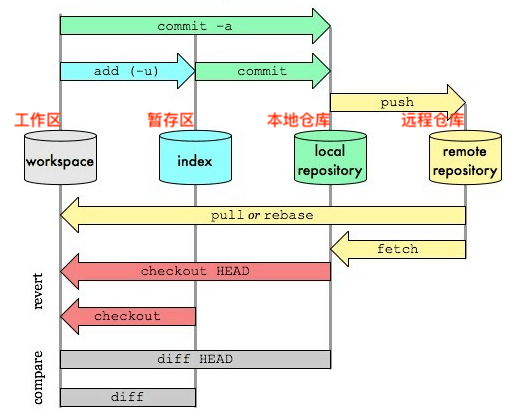 commit -a
add (-u)
commit
push
工作区
暂存区
本地仓库
远程仓库
workspace
index
local
repository
remote
repository
pull or rebase
fetch
revert
checkout HEAD
checkout
compare
diff HEAD
diff